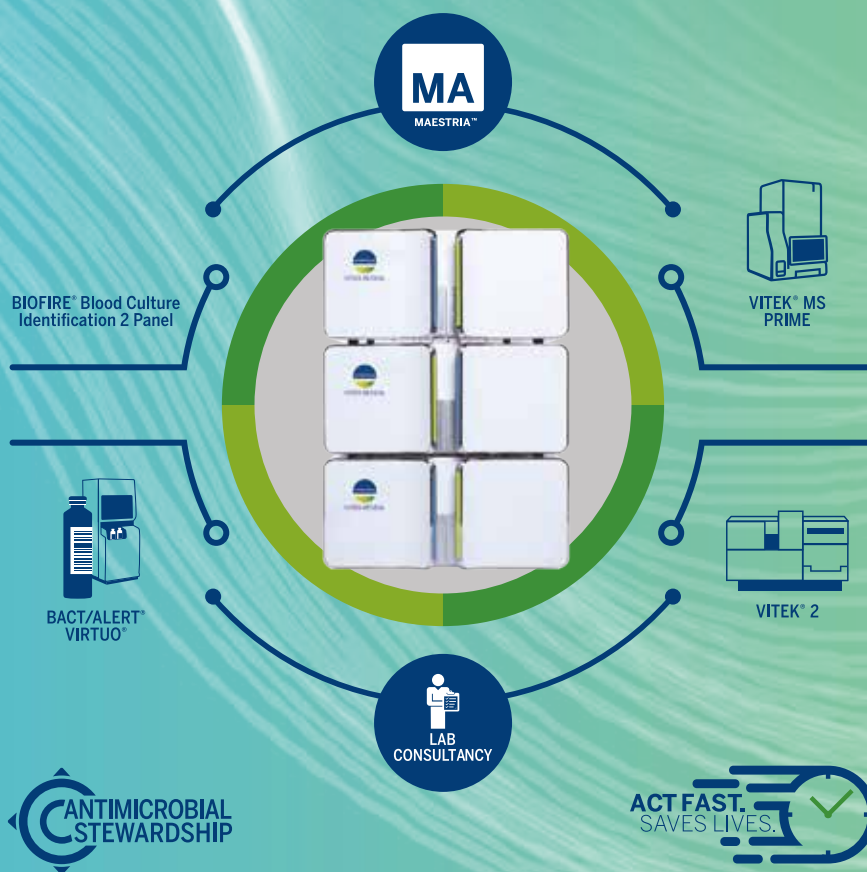 MA
MAESTRIA™
BIOFIRE® Blood Culture
Identification 2 Panel
VITEK® MS
PRIME
BACT/ALERT®
VIRTUO®
VITEK® 2
LAB
CONSULTANCY
ANTIMICROBIAL
STEWARDSHIP
ACT FAST.
SAVES LIVES.